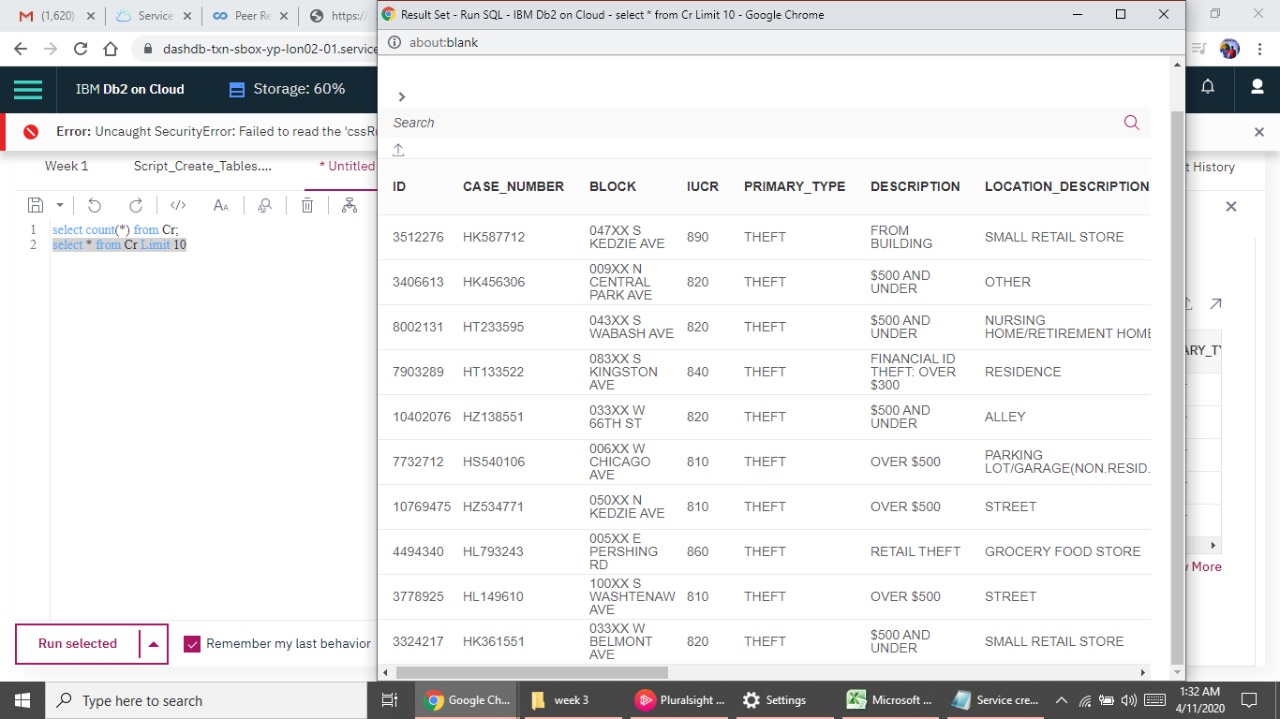 M (1,620)
Service
Peer Re
https:/
Result Set - Run SQL - IBM Db2 on Cloud - select * from Cr Limit 10 - Google Chrome
dashdb-txn-sbox-yp-lon02-01.service
about:blank
IBM Db2 on Cloud
Storage: 60%
Error: Uncaught SecurityError: Failed to read the 'cssRu
Week 1
Script_Create_Tables....
* Untitled
t History
1 select count(*) from Cr;
2 select * from Cr Limit 10
Search
ID CASE_NUMBER BLOCK IUCR PRIMARY_TYPE DESCRIPTION LOCATION_DESCRIPTION
3512276 HK587712 047XX S KEDZIE AVE 890 THEFT FROM BUILDING SMALL RETAIL STORE
3406613 HK456306 009XX N CENTRAL PARK AVE 820 THEFT $500 AND UNDER OTHER
8002131 HT233595 043XX S WABASH AVE 820 THEFT $500 AND UNDER NURSING HOME/RETIREMENT HOME
7903289 HT133522 083XX S KINGSTON AVE 840 THEFT FINANCIAL ID THEFT: OVER $300 RESIDENCE
10402076 HZ138551 033XX W 66TH ST 820 THEFT $500 AND UNDER ALLEY
7732712 HS540106 006XX W CHICAGO AVE 810 THEFT OVER $500 PARKING LOT/GARAGE(NON.RESID.
10769475 HZ534771 050XX N KEDZIE AVE 810 THEFT OVER $500 STREET
4494340 HL793243 005XX E PERSHING RD 860 THEFT RETAIL THEFT GROCERY FOOD STORE
3778925 HL149610 100XX S WASHTENAW AVE 810 THEFT OVER $500 STREET
3324217 HK361551 033XX W BELMONT AVE 820 THEFT $500 AND UNDER SMALL RETAIL STORE
ARY_TY
More
Run selected
Remember my last behavior
Type here to search
Google Ch...
week 3
Pluralsight ...
Settings
Microsoft ...
Service cre...
1:32 AM
4/11/2020